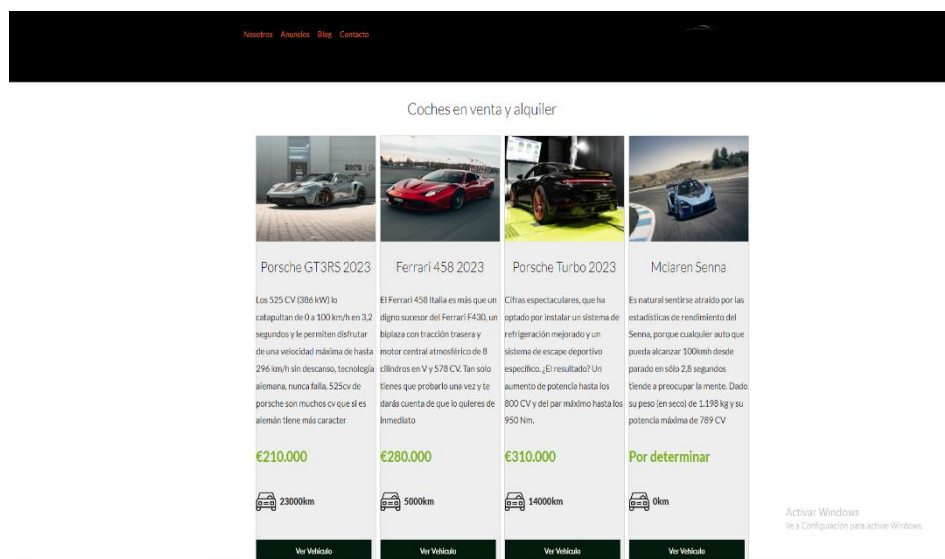 Nosotros Anuncios Blog Contacto
Coches en venta y alquiler
Porsche GT3RS 2023
Los 525 CV (386 kW) lo
catapultan de 0 a 100 km/h en 3,2
segundos y le permiten disfrutar
de una velocidad máxima de hasta
296 km/h sin descanso, tecnología
alemana, nunca falla, 525cv de
porsche son muchos cv que si es
alemán tiene más caracter
€210.000
23000km
Ver Vehiculo
Ferrari 458 2023
El Ferrari 458 Italia es más que un
digno sucesor del Ferrari F430, un
biplaza con tracción trasera y
motor central atmosférico de 8
cilindros en V y 578 CV. Tan solo
tienes que probarlo una vez y te
darás cuenta de que lo quieres de
inmediato
€280.000
5000km
Ver Vehiculo
Porsche Turbo 2023
Cifras espectaculares, que ha
optado por instalar un sistema de
refrigeración mejorado y un
sistema de escape deportivo
específico. ¿El resultado? Un
aumento de potencia hasta los
800 CV y del par máximo hasta los
950 Nm.
€310.000
14000km
Ver Vehiculo
Mclaren Senna
Es natural sentirse atraído por las
estadísticas de rendimiento del
Senna, porque cualquier auto que
pueda alcanzar 100kmh desde
parado en sólo 2,8 segundos
tiende a preocupar la mente. Dado
su peso (en seco) de 1.198 kg y su
potencia máxima de 789 CV
Por determinar
0km
Ver Vehiculo
Activar Windows
Ve a Configuración para activar Windows.